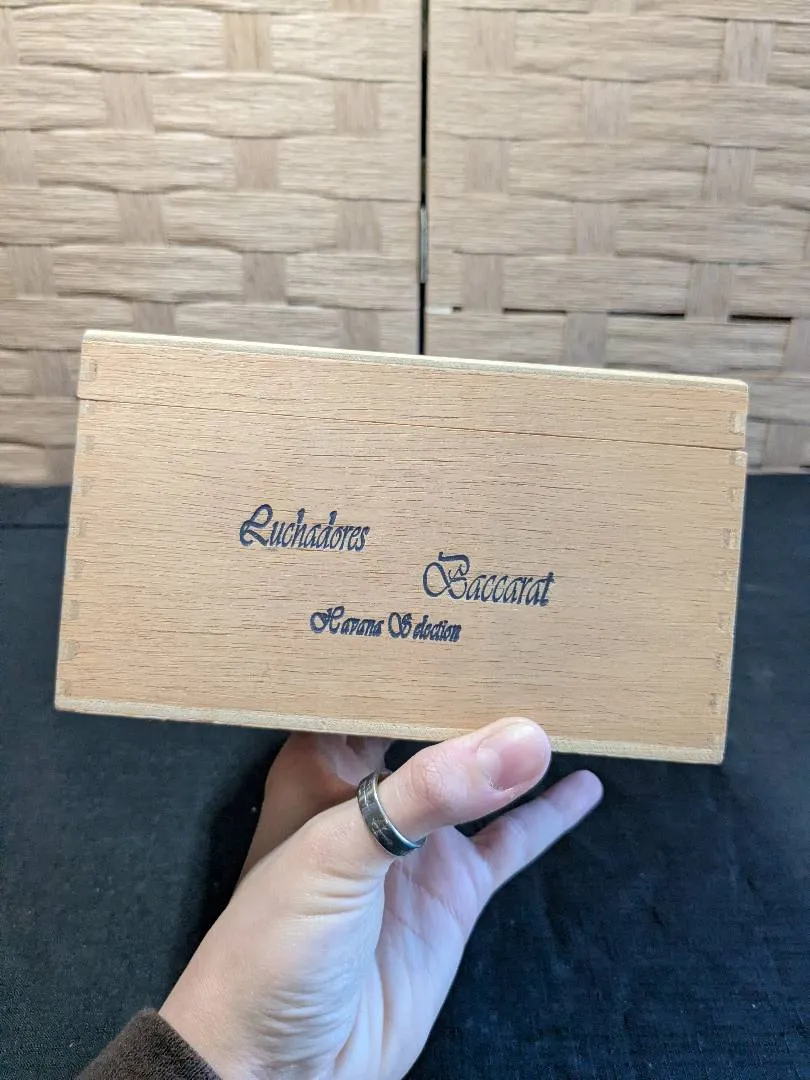 Luchadores
Baccarat
Havana Selection